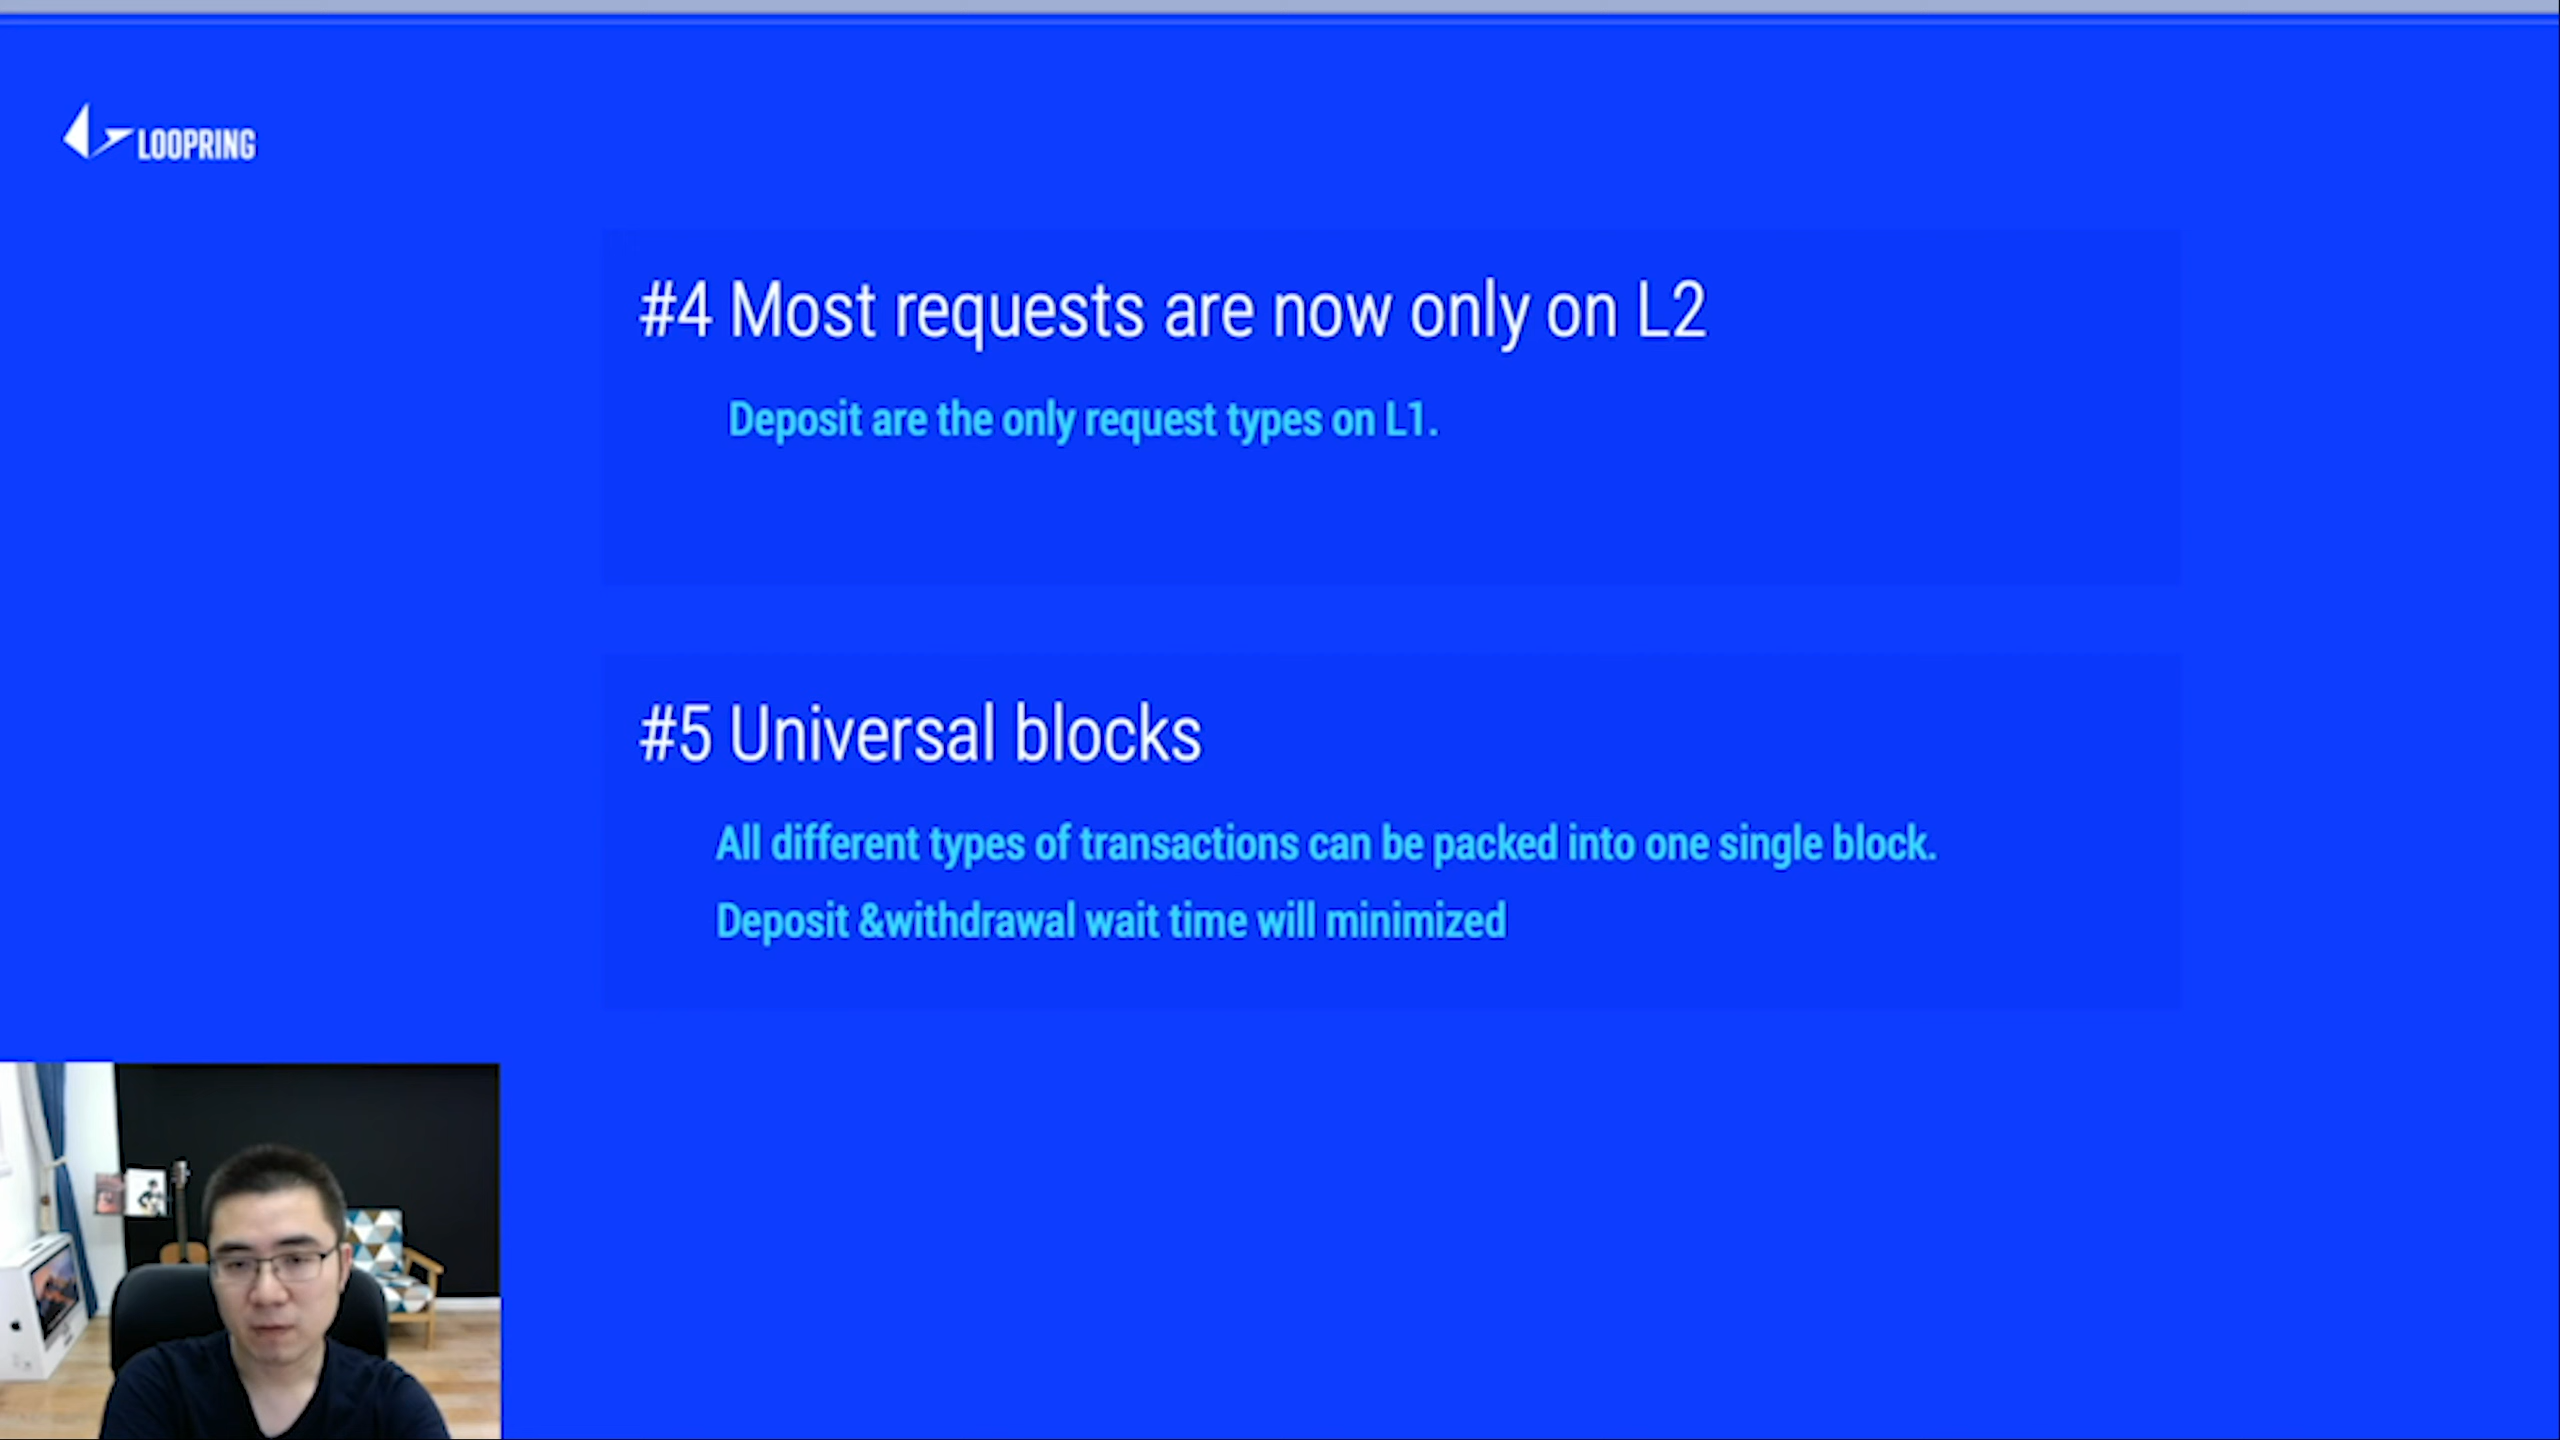 LOOPRING
#4 Most requests are now only on L2
Deposit are the only request types on L1.
#5 Universal blocks
All different types of transactions can be packed into one single block.
Deposit &withdrawal wait time will minimized